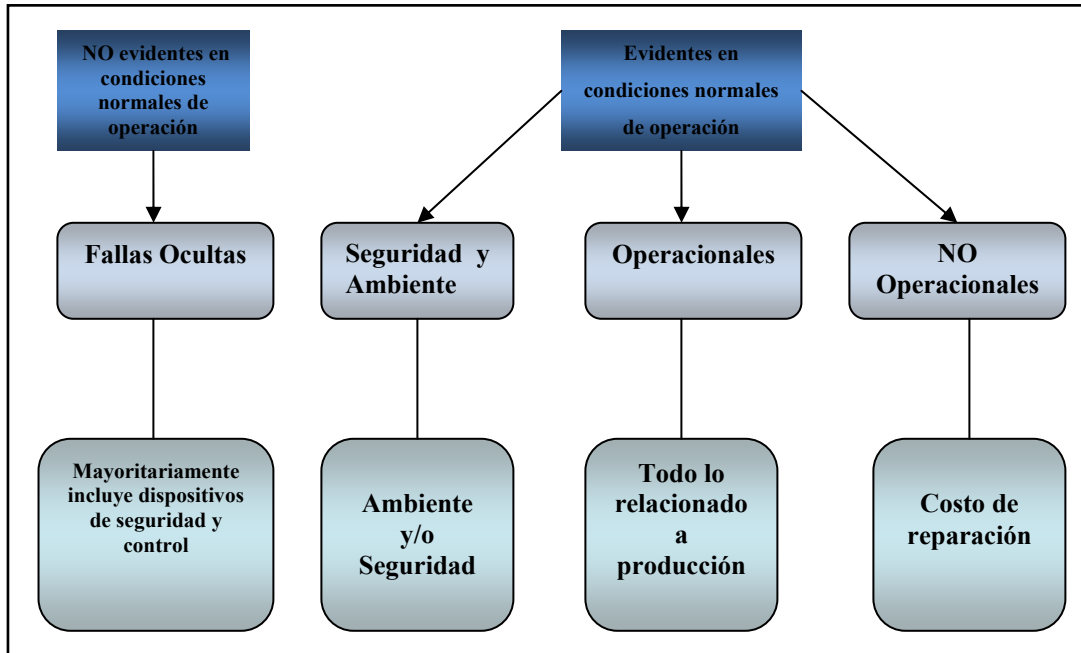 NO evidentes en
condiciones
normales de
operación
Evidentes en
condiciones normales
de operación
Fallas Ocultas
Seguridad y
Ambiente
Operacionales
NO
Operacionales
Mayoritariamente
incluye dispositivos
de seguridad y
control
Ambiente
y/o
Seguridad
Todo lo
relacionado
a
producción
Costo de
reparación